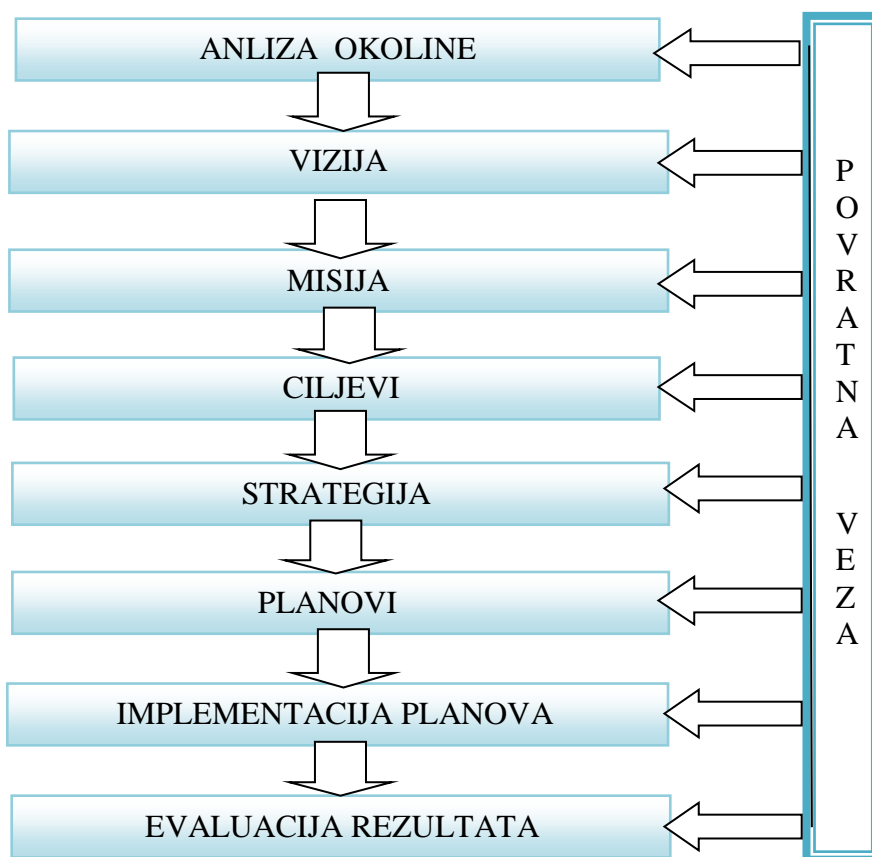 ANLIZA OKOLINE
VIZIJA
MISIJA
CILJEVI
STRATEGIJA
PLANOVI
IMPLEMENTACIJA PLANOVA
EVALUACIJA REZULTATA
P
O
V
R
A
T
N
A
V
E
Z
A